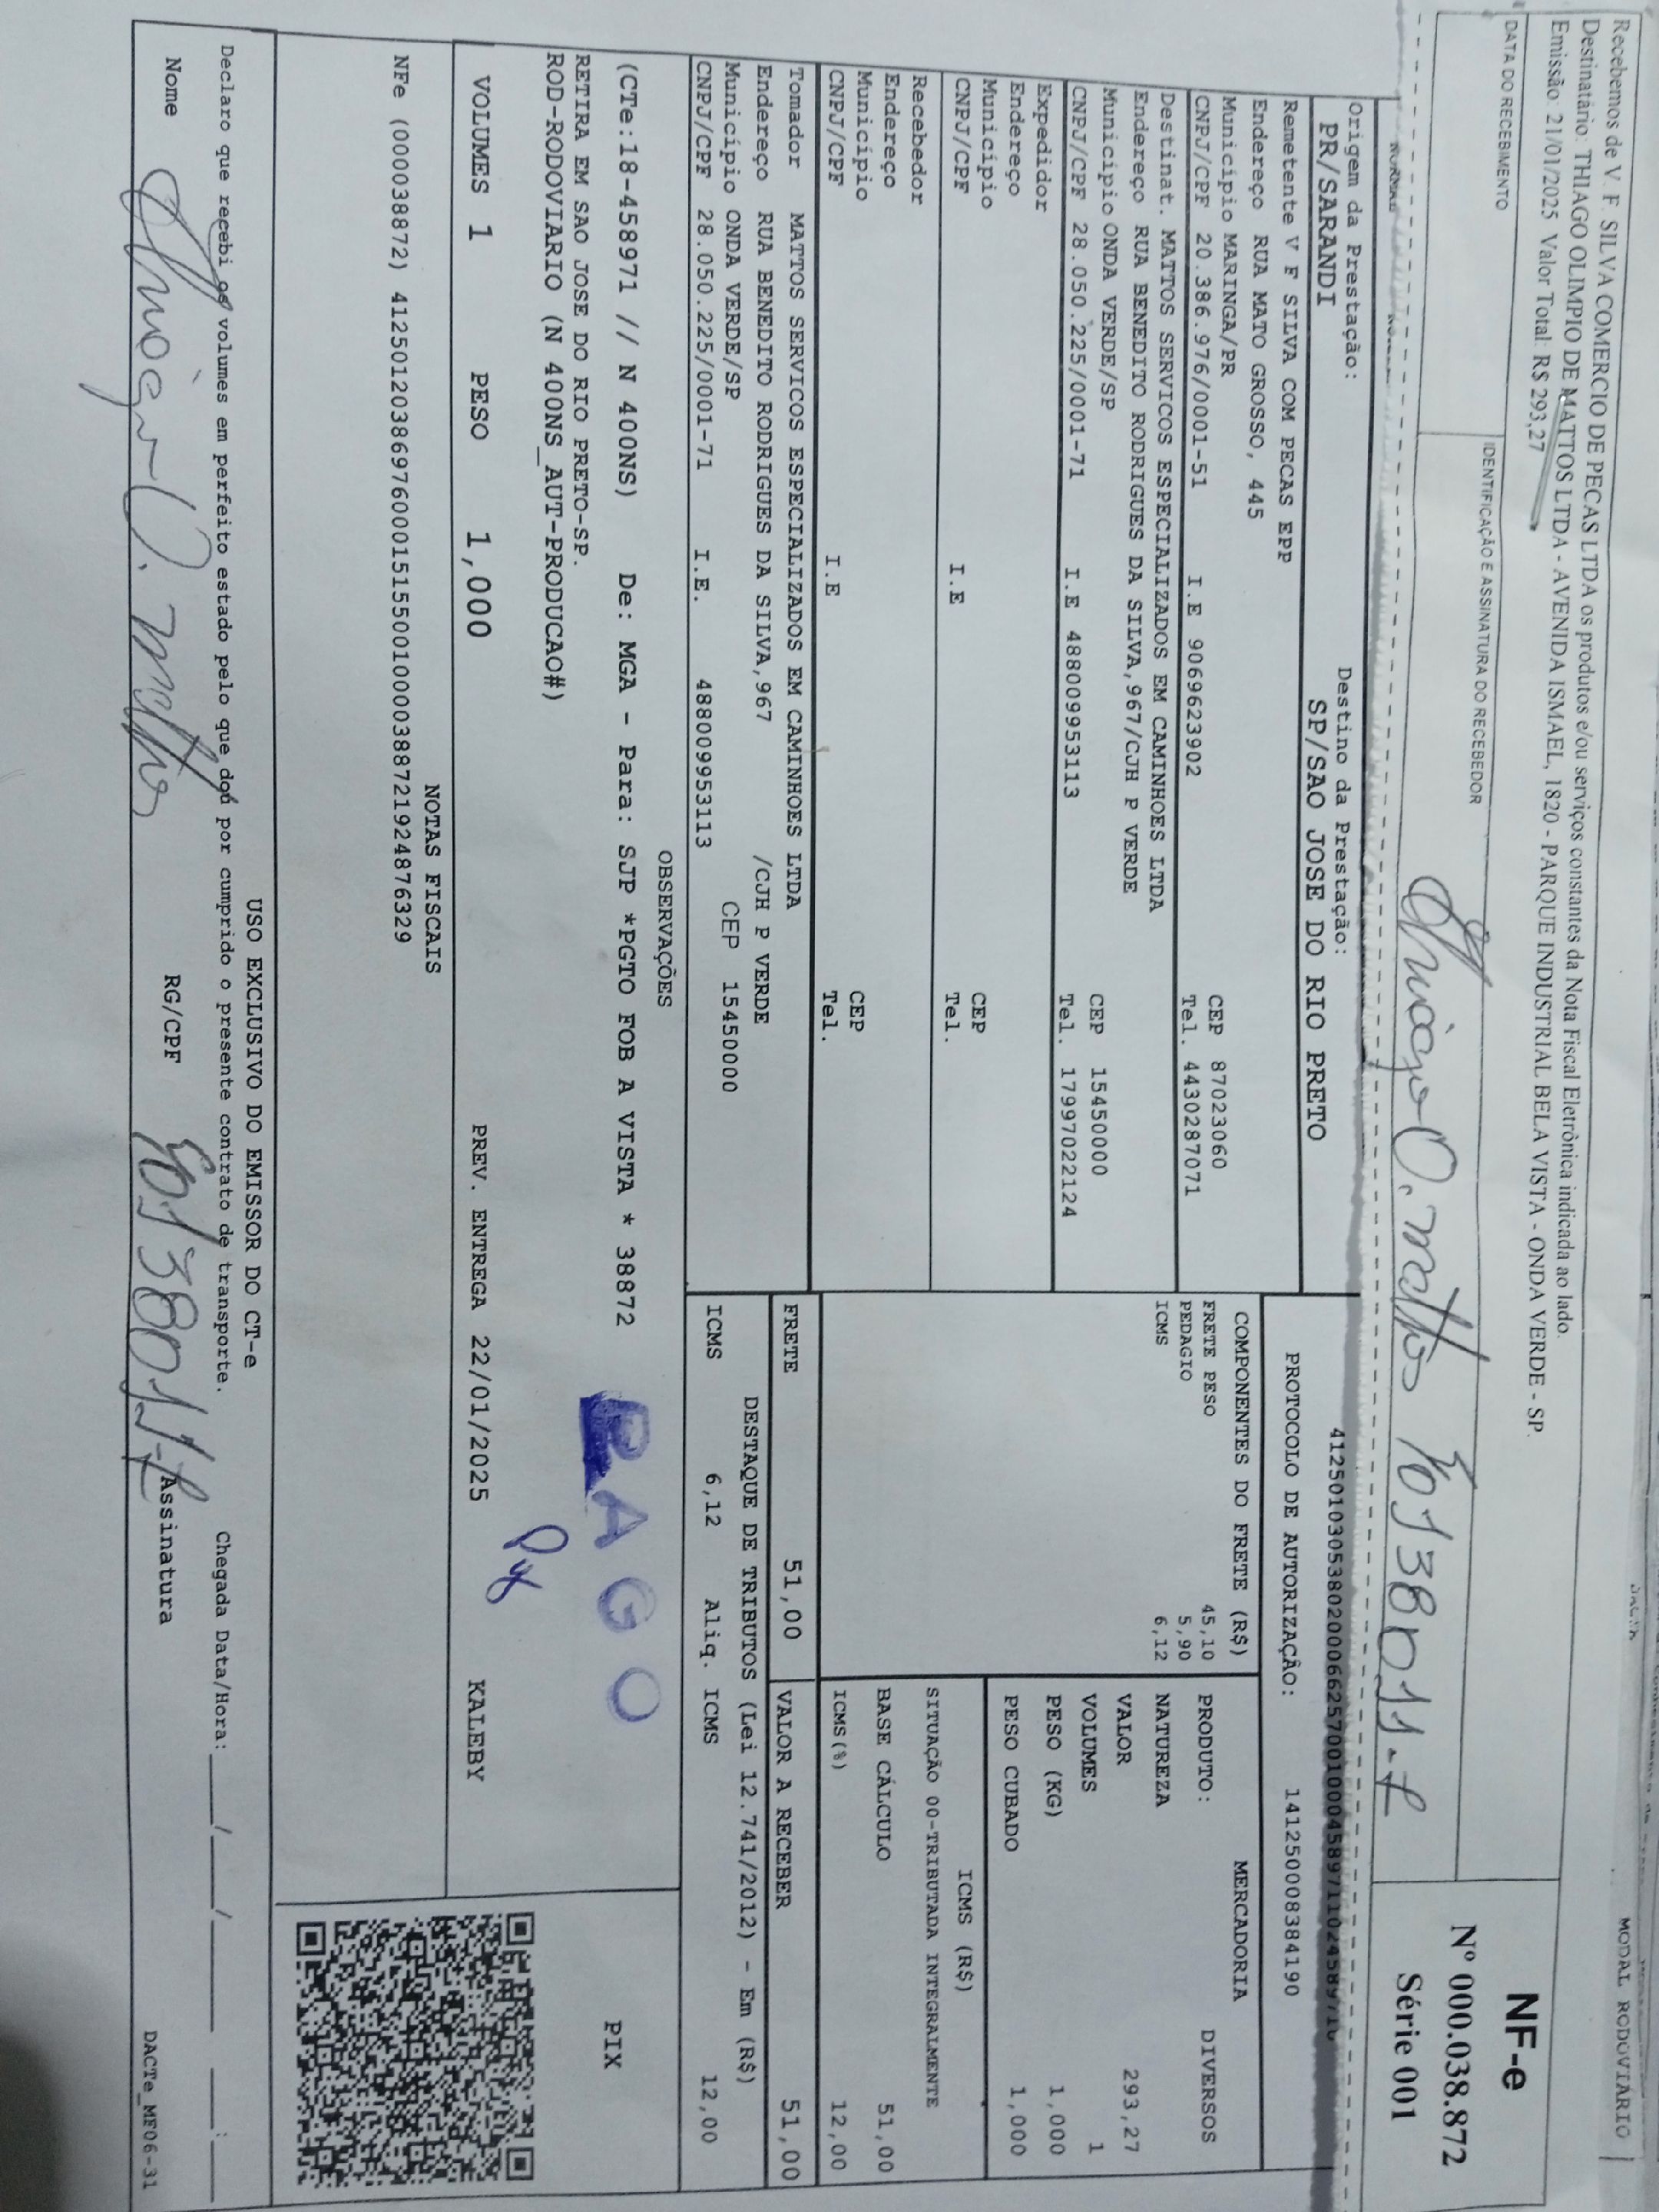 MODAL RODOVIÁRIO
Recebemos de V. F. SILVA COMERCIO DE PECAS LTDA os produtos e/ou serviços constantes da Nota Fiscal Eletrônica indicada ao lado.
Destinatário: THIAGO OLIMPIO DE MATTOS LTDA - AVENIDA ISMAEL, 1820 - PARQUE INDUSTRIAL BELA VISTA - ONDA VERDE - SP.
Emissão: 21/01/2025 Valor Total: R$ 293,27
NF-e
Nº 000.038.872
Série 001
DATA DO RECEBIMENTO
IDENTIFICAÇÃO E ASSINATURA DO RECEBEDOR
Thiago O. Mattos
Origem da Prestação:
PR/SARANDI
Destino da Prestação:
SP/SAO JOSE DO RIO PRETO
PROTOCOLO DE AUTORIZAÇÃO: 141250008384190
Remetente V F SILVA COM PECAS EPP
Endereço RUA MATO GROSSO, 445
Município MARINGA/PR CEP 87023060
CNPJ/CPF 20.386.976/0001-51 I.E 9069623902 Tel. 4430287071
Destinat. MATTOS SERVICOS ESPECIALIZADOS EM CAMINHOES LTDA
Endereço RUA BENEDITO RODRIGUES DA SILVA,967/CJH P VERDE
Município ONDA VERDE/SP CEP 15450000
CNPJ/CPF 28.050.225/0001-71 I.E 488009953113 Tel. 17997022124
Expedidor
Endereço
Município CEP
CNPJ/CPF I.E Tel.
Recebedor
Endereço
Município CEP
CNPJ/CPF I.E Tel.
Tomador MATTOS SERVICOS ESPECIALIZADOS EM CAMINHOES LTDA
Endereço RUA BENEDITO RODRIGUES DA SILVA,967 /CJH P VERDE
Município ONDA VERDE/SP CEP 15450000
CNPJ/CPF 28.050.225/0001-71 I.E. 488009953113
COMPONENTES DO FRETE (R$)
FRETE PESO 45,10
PEDAGIO 5,90
ICMS 6,12
MERCADORIA
PRODUTO: DIVERSOS
NATUREZA
VALOR 293,27
VOLUMES 1
PESO (KG) 1,000
PESO CUBADO 1,000
ICMS (R$)
SITUAÇÃO 00-TRIBUTADA INTEGRALMENTE
BASE CÁLCULO 51,00
ICMS(%) 12,00
FRETE 51,00 VALOR A RECEBER 51,00
DESTAQUE DE TRIBUTOS (Lei 12.741/2012) - Em (R$)
ICMS 6,12 Aliq. ICMS 12,00
OBSERVAÇÕES
(CTe:18-458971 // N 400NS) De: MGA - Para: SJP *PGTO FOB A VISTA * 38872
RETIRA EM SAO JOSE DO RIO PRETO-SP.
ROD-RODOVIARIO (N 400NS_AUT-PRODUCAO#)
PAGO
Pix
PIX
VOLUMES 1 PESO 1,000 PREV. ENTREGA 22/01/2025 KALEBY
NOTAS FISCAIS
NFe (000038872) 41250120386976000151550010000388721924876329
USO EXCLUSIVO DO EMISSOR DO CT-e
Declaro que recebi os volumes em perfeito estado pelo que dou por cumprido o presente contrato de transporte. Chegada Data/Hora:____/____/______ ____:____
Nome Thiago O. Mattos RG/CPF Assinatura
DACTe_MF06-31